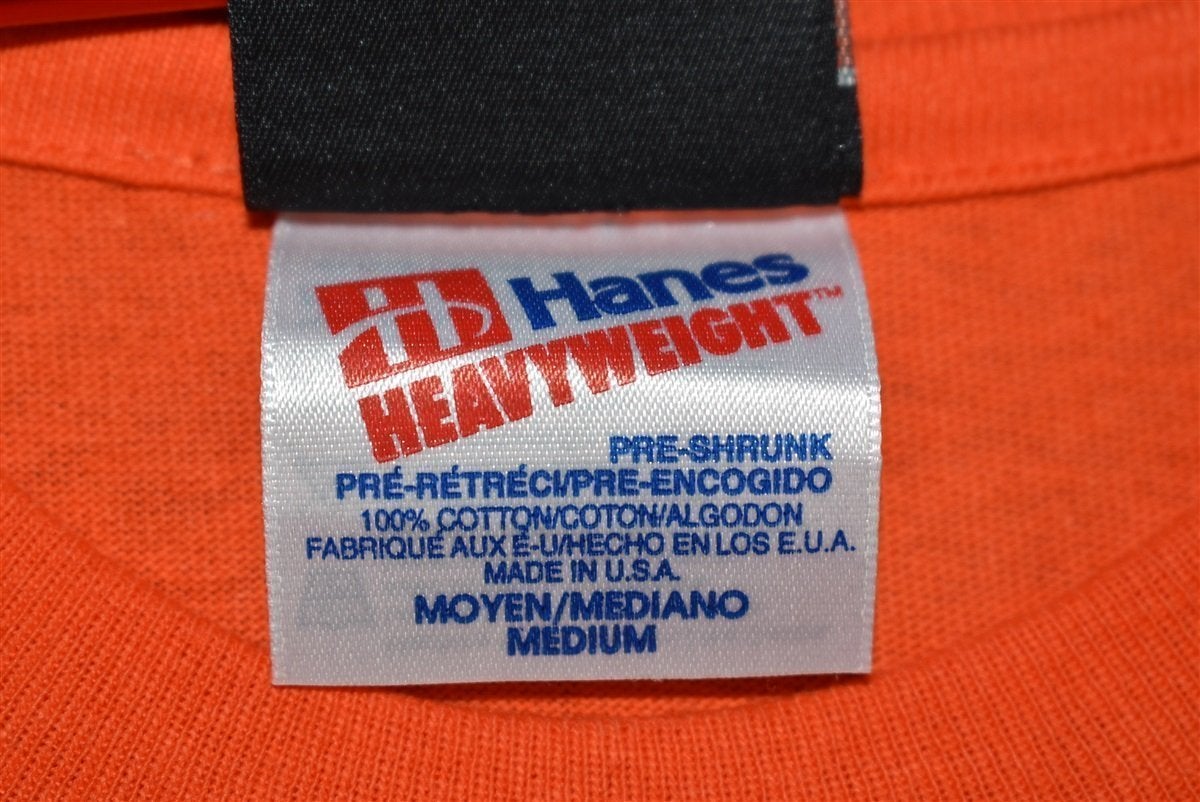 Hanes
HEAVYWEIGHT™
PRE-SHRUNK
PRÉ-RÉTRÉCI/PRE-ENCOGIDO
100% COTTON/COTON/ALGODON
FABRIQUÉ AUX É-U/HECHO EN LOS E.U.A.
MADE IN U.S.A.
MOYEN/MEDIANO
MEDIUM